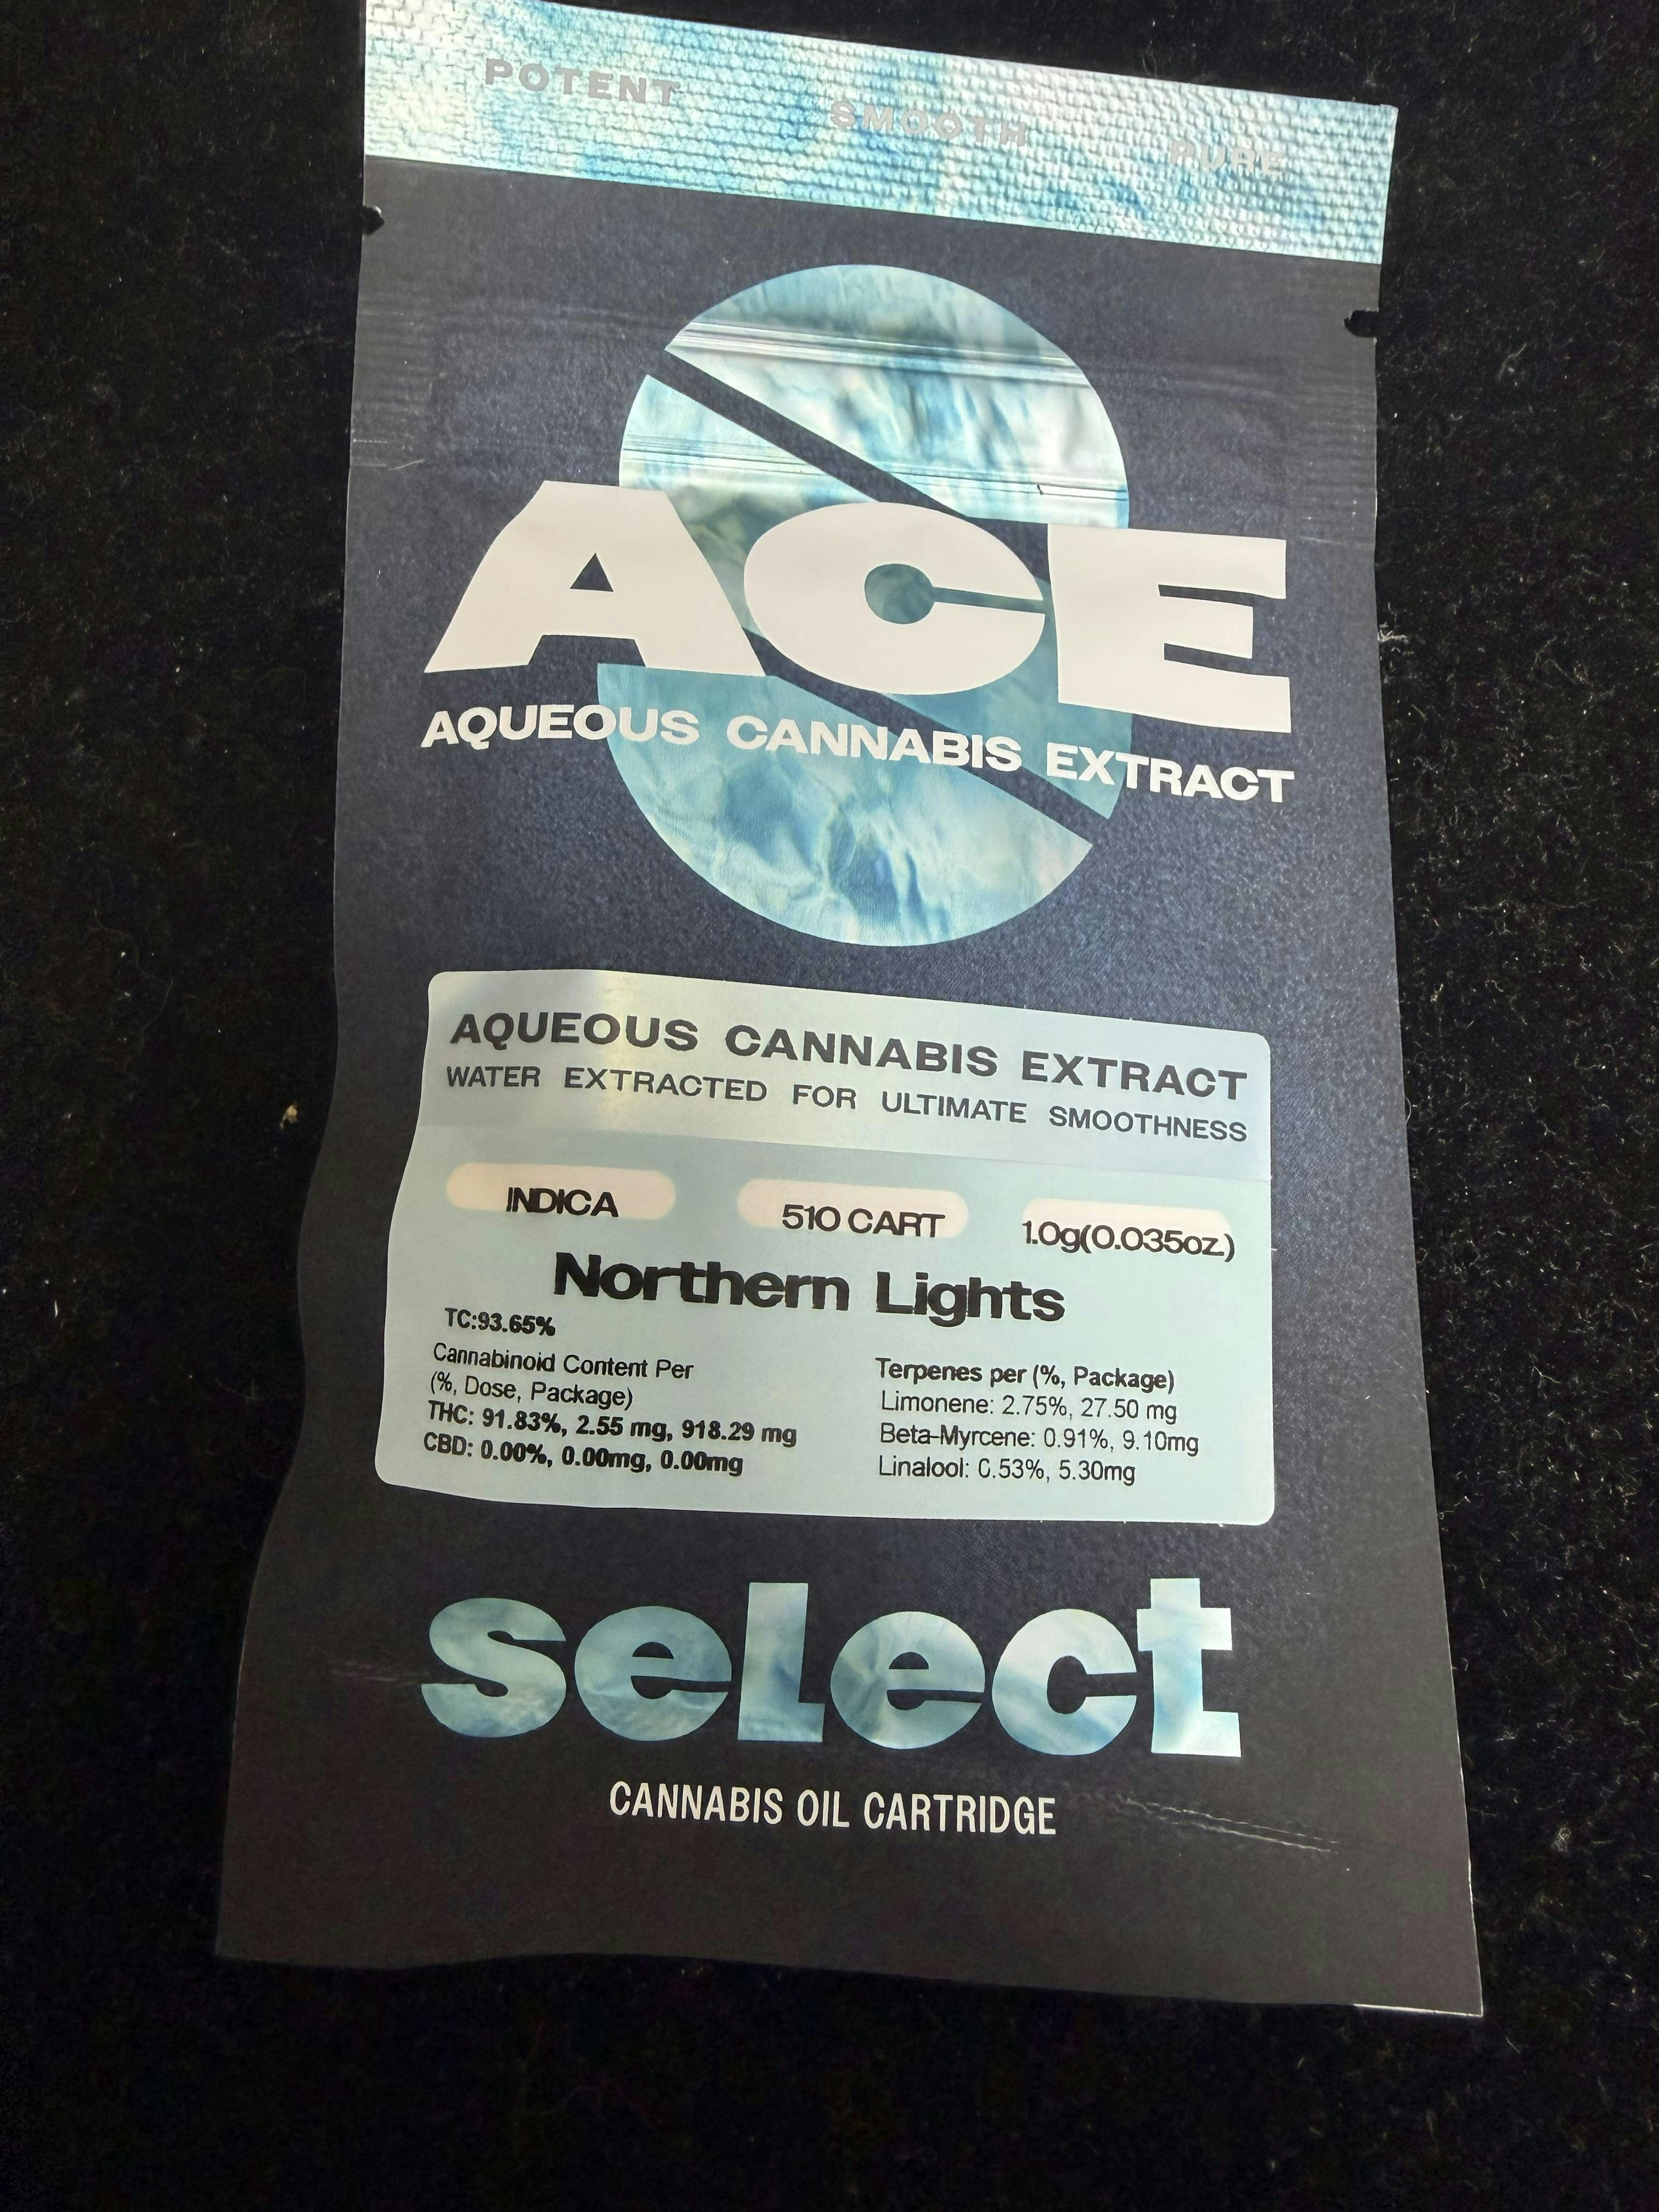 POTENT SMOOTH PURE
ACE
AQUEOUS CANNABIS EXTRACT
AQUEOUS CANNABIS EXTRACT
WATER EXTRACTED FOR ULTIMATE SMOOTHNESS
INDICA 510 CART 1.0g(0.035oz.)
Northern Lights
TC:93.65%
Cannabinoid Content Per
(%, Dose, Package)
THC: 91.83%, 2.55 mg, 918.29 mg
CBD: 0.00%, 0.00mg, 0.00mg
Terpenes per (%, Package)
Limonene: 2.75%, 27.50 mg
Beta-Myrcene: 0.91%, 9.10mg
Linalool: 0.53%, 5.30mg
select
CANNABIS OIL CARTRIDGE